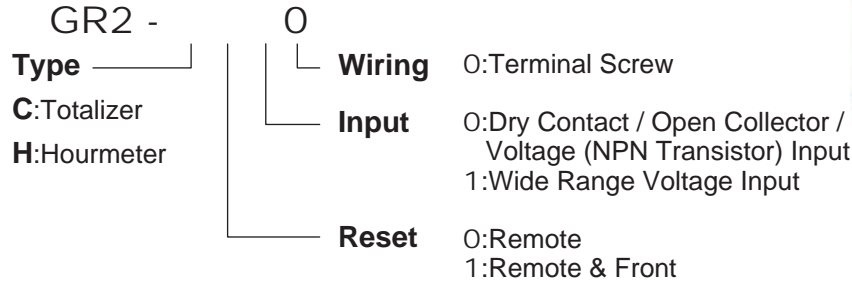 GR2 - 0
Type
C:Totalizer
H:Hourmeter
Wiring 0:Terminal Screw
Input 0:Dry Contact / Open Collector /
Voltage (NPN Transistor) Input
1:Wide Range Voltage Input
Reset 0:Remote
1:Remote & Front